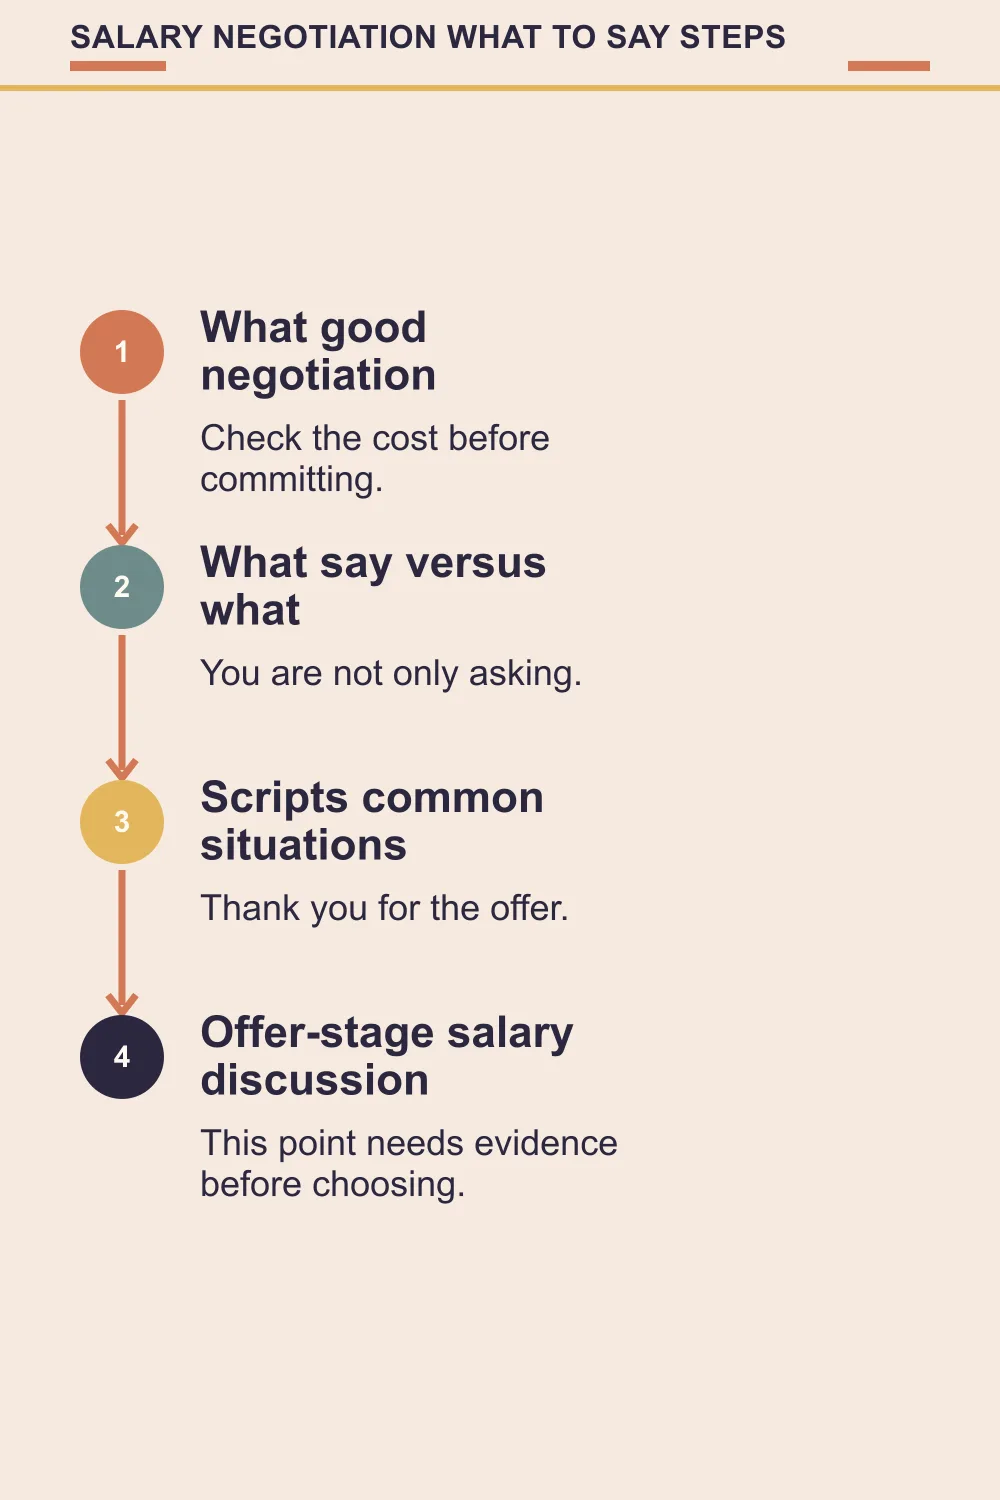 SALARY NEGOTIATION WHAT TO SAY STEPS
1
What good
negotiation
Check the cost before
committing.
2
What say versus
what
You are not only asking.
3
Scripts common
situations
Thank you for the offer.
4
Offer-stage salary
discussion
This point needs evidence
before choosing.